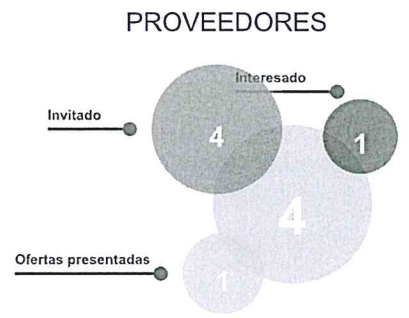 PROVEEDORES
Interesado
Invitado
4
1
4
Ofertas presentadas
1